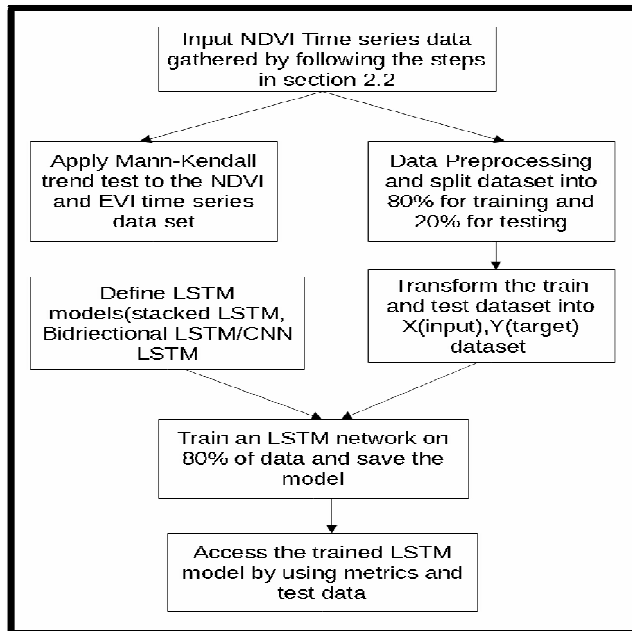 Input NDVI Time series data
gathered by following the steps
in section 2.2
Apply Mann-Kendall
trend test to the NDVI
and EVI time series
data set
Data Preprocessing
and split dataset into
80% for training and
20% for testing
Define LSTM
models(stacked LSTM,
Bidriectional LSTM/CNN
LSTM
Transform the train
and test dataset into
X(input),Y(target)
dataset
Train an LSTM network on
80% of data and save the
model
Access the trained LSTM
model by using metrics and
test data